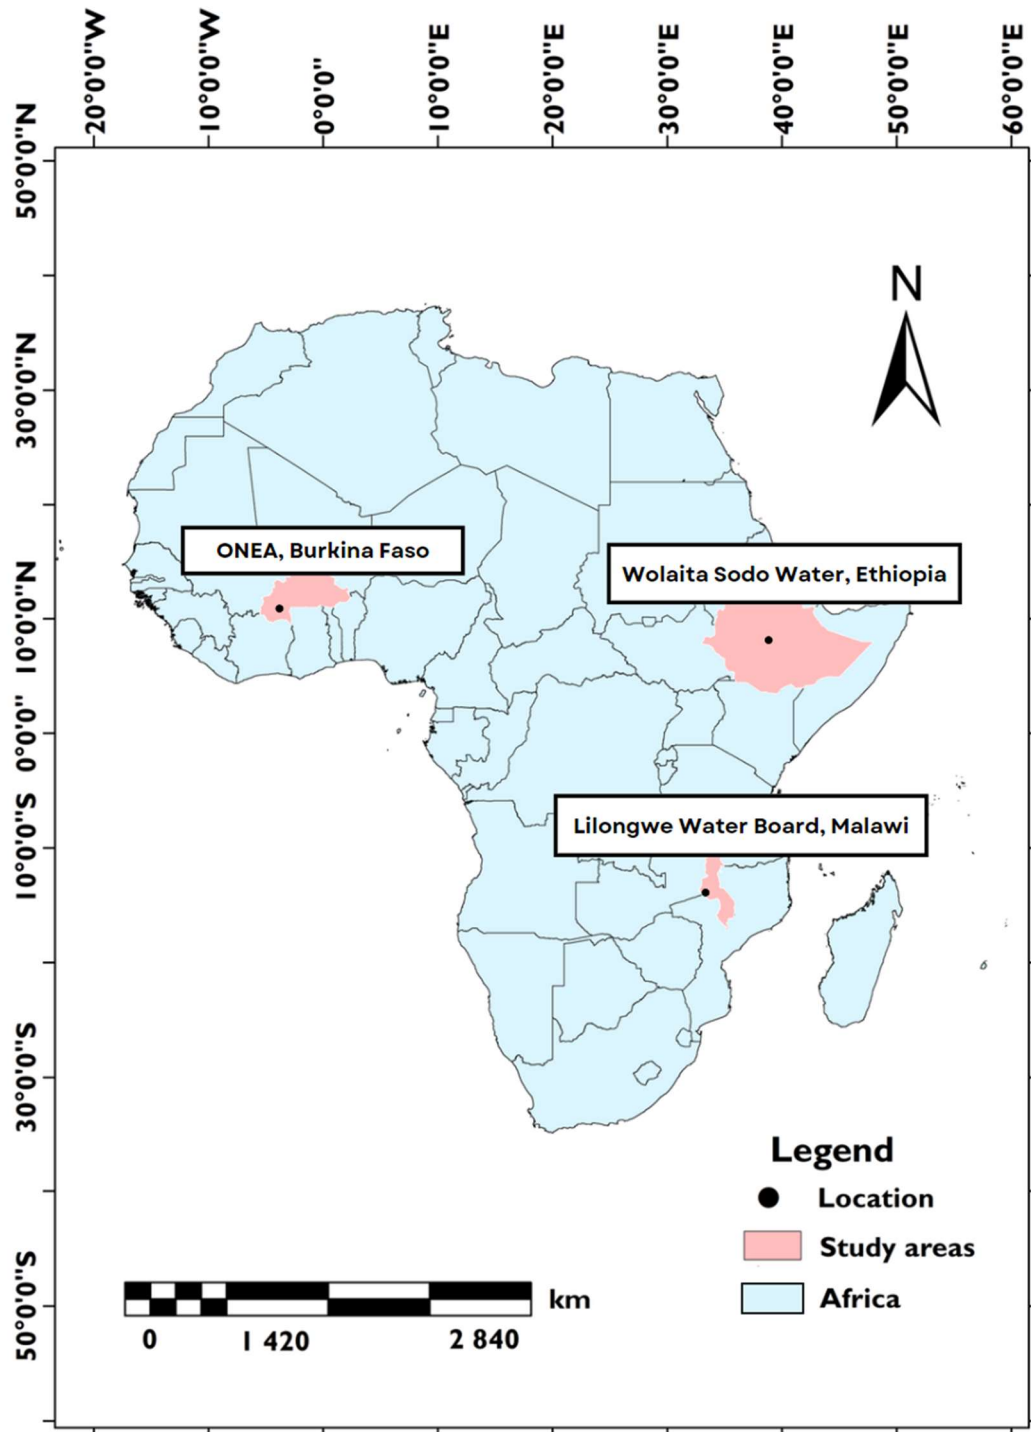 20°0'0"W
10°0'0"W
0°0'0"
10°0'0"E
20°0'0"E
30°0'0"E
40°0'0"E
50°0'0"E
60°0'0"E
50°0'0"N
30°0'0"N
10°0'0"N
0°0'0"
10°0'0"S
30°0'0"S
50°0'0"S
N
ONEA, Burkina Faso
Wolaita Sodo Water, Ethiopia
Lilongwe Water Board, Malawi
Legend
Location
Study areas
Africa
km
0 1 420 2 840